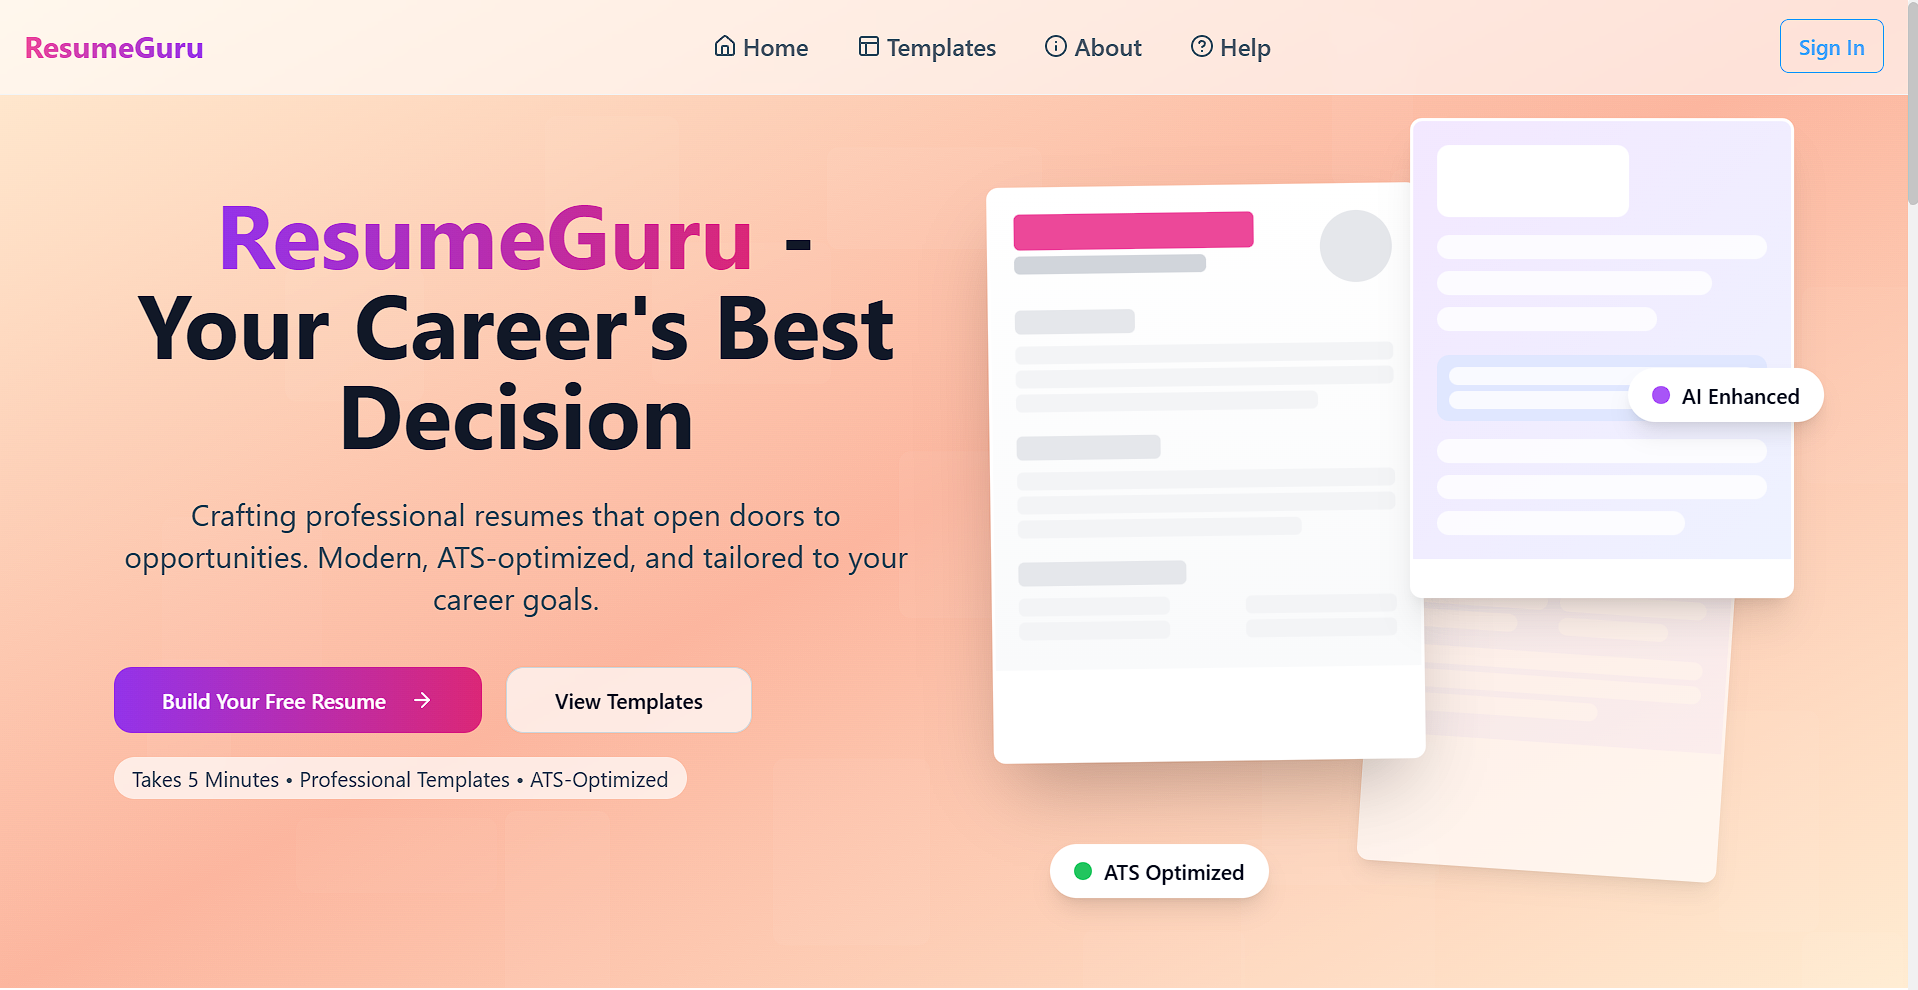 ResumeGuru
Home
Templates
About
Help
Sign In
ResumeGuru -
Your Career's Best
Decision
Crafting professional resumes that open doors to
opportunities. Modern, ATS-optimized, and tailored to your
career goals.
Build Your Free Resume →
View Templates
Takes 5 Minutes • Professional Templates • ATS-Optimized
AI Enhanced
ATS Optimized